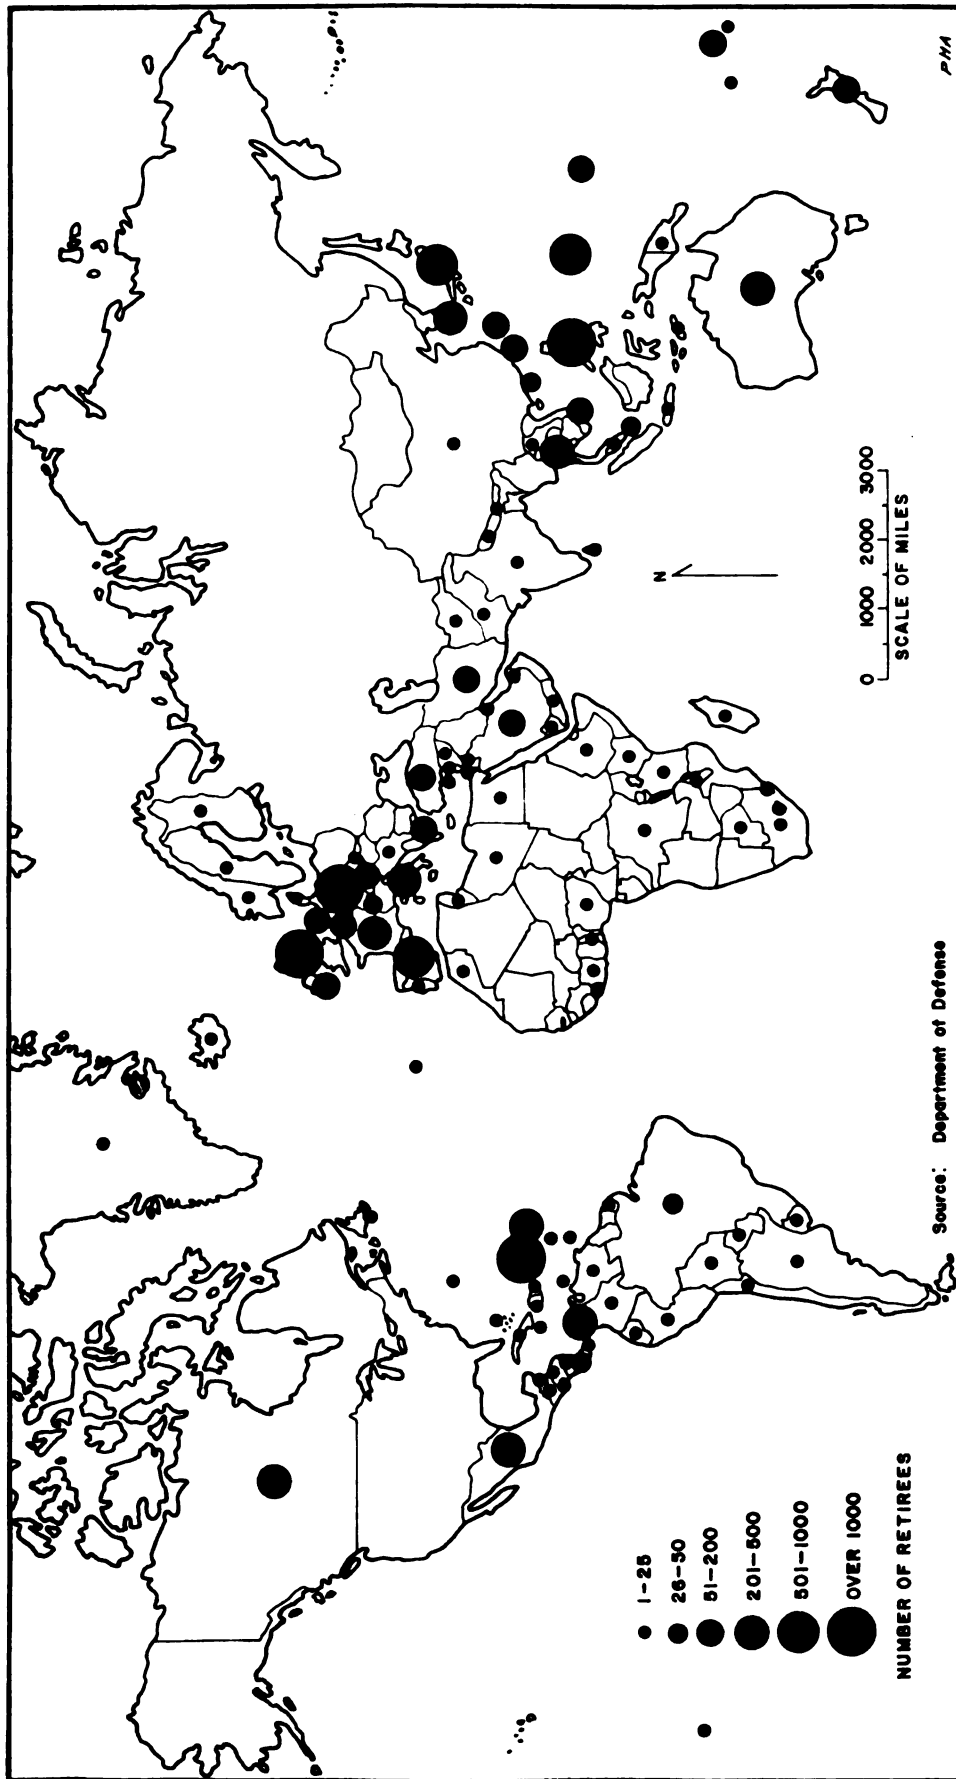 PMA
N
0 1000 2000 3000
SCALE OF MILES
1-25
26-50
51-200
201-500
501-1000
OVER 1000
NUMBER OF RETIREES
Source: Department of Defense